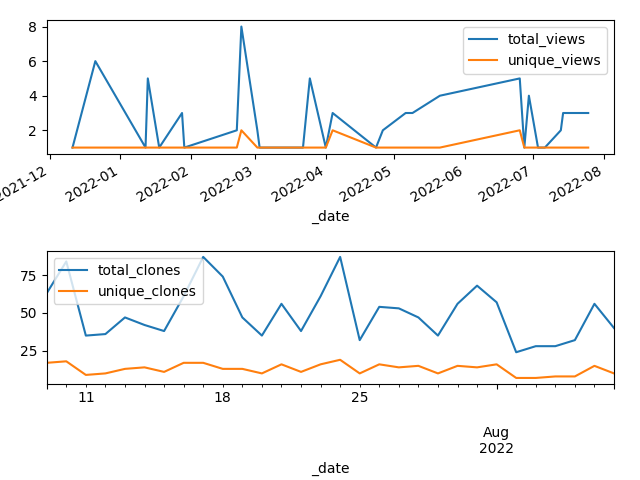 8
6
4
2
total_views
unique_views
2021-12
2022-01
2022-02
2022-03
2022-04
2022-05
2022-06
2022-07
2022-08
_date
75
50
25
total_clones
unique_clones
11
18
25
Aug
2022
_date